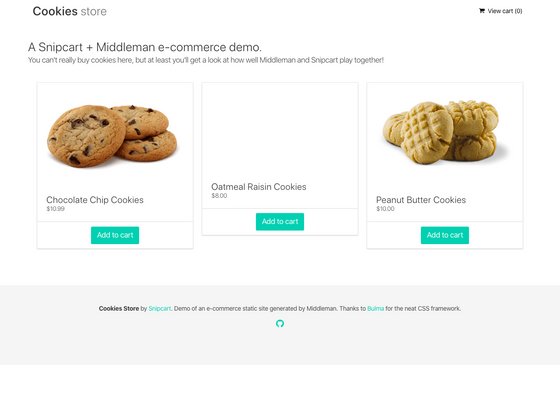 Cookies store
View cart (0)
A Snipcart + Middleman e-commerce demo.
You can't really buy cookies here, but at least you'll get a look at how well Middleman and Snipcart play together!
Chocolate Chip Cookies
$10.99
Add to cart
Oatmeal Raisin Cookies
$8.00
Add to cart
Peanut Butter Cookies
$10.00
Add to cart
Cookies Store by Snipcart. Demo of an e-commerce static site generated by Middleman. Thanks to Bulma for the neat CSS framework.